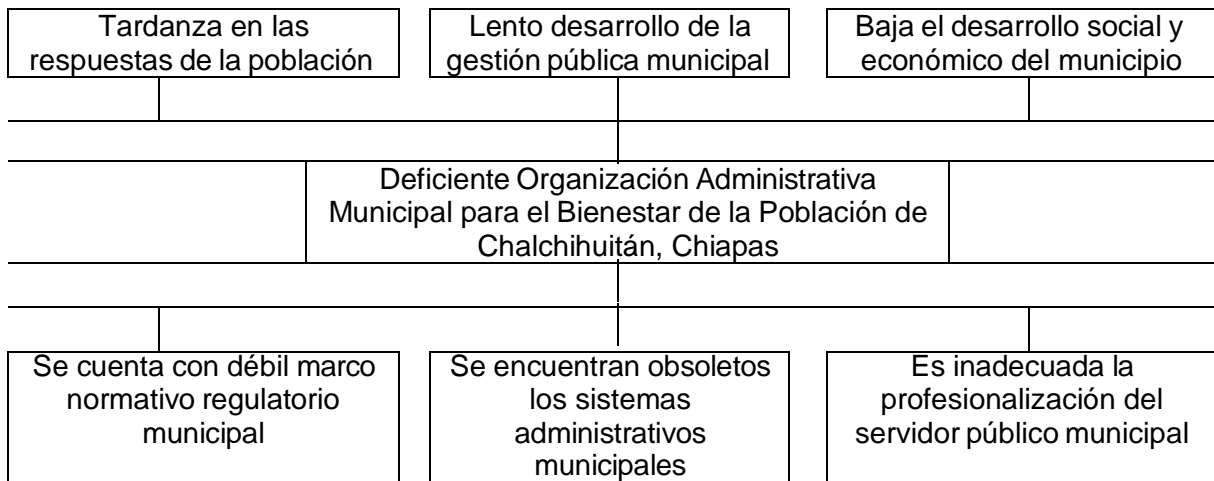 Tardanza en las
respuestas de la población
Lento desarrollo de la
gestión pública municipal
Baja el desarrollo social y
económico del municipio
Deficiente Organización Administrativa
Municipal para el Bienestar de la Población de
Chalchihuitán, Chiapas
Se cuenta con débil marco
normativo regulatorio
municipal
Se encuentran obsoletos
los sistemas
administrativos
municipales
Es inadecuada la
profesionalización del
servidor público municipal